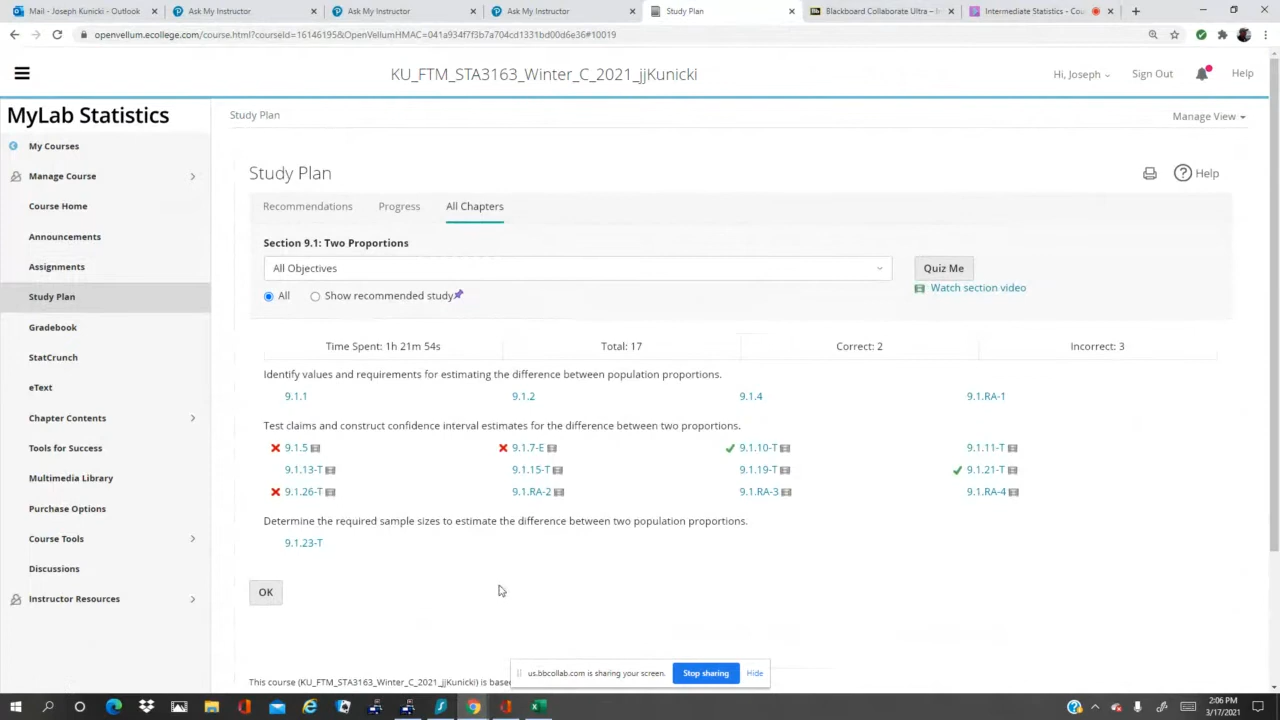 Mail - Joseph Kunicki - Outlook
Ask My Instructor
Ask My Instructor
Ask My Instructor
Study Plan
Blackboard Collaborate Ultra –
Intermediate Statistics - Cou
openvellum.ecollege.com/course.html?courseId=16146195&OpenVellumHMAC=041a934f7f3b7a704cd1331bd00d6e36#10019
KU_FTM_STA3163_Winter_C_2021_jjKunicki
Hi, Joseph
Sign Out
Help
MyLab Statistics
Study Plan
Manage View
My Courses
Manage Course
Course Home
Announcements
Assignments
Study Plan
Gradebook
StatCrunch
eText
Chapter Contents
Tools for Success
Multimedia Library
Purchase Options
Course Tools
Discussions
Instructor Resources
Study Plan
Help
Recommendations Progress All Chapters
Section 9.1: Two Proportions
All Objectives
Quiz Me
All Show recommended study
Watch section video
Time Spent: 1h 21m 54s Total: 17 Correct: 2 Incorrect: 3
Identify values and requirements for estimating the difference between population proportions.
9.1.1 9.1.2 9.1.4 9.1.RA-1
Test claims and construct confidence interval estimates for the difference between two proportions.
9.1.5 9.1.7-E 9.1.10-T 9.1.11-T
9.1.13-T 9.1.15-T 9.1.19-T 9.1.21-T
9.1.26-T 9.1.RA-2 9.1.RA-3 9.1.RA-4
Determine the required sample sizes to estimate the difference between two population proportions.
9.1.23-T
OK
us.bbcollab.com is sharing your screen. Stop sharing Hide
This course (KU_FTM_STA3163_Winter_C_2021_jjKunicki) is base
2:06 PM
3/17/2021